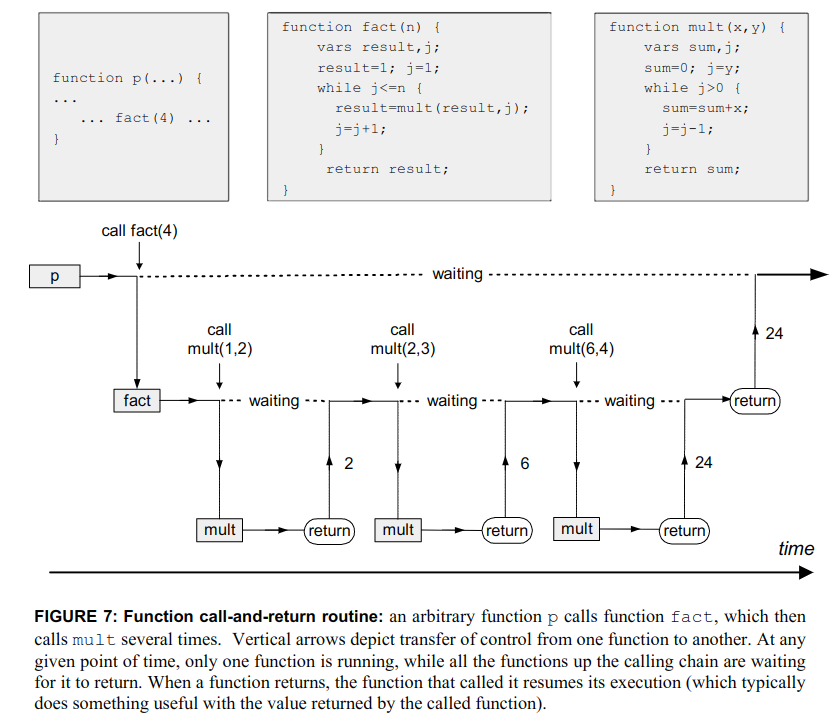 function p(...) {
...
... fact(4) ...
}
function fact(n) {
vars result,j;
result=1; j=1;
while j<=n {
result=mult(result,j);
j=j+1;
}
return result;
}
function mult(x,y) {
vars sum,j;
sum=0; j=y;
while j>0 {
sum=sum+x;
j=j-1;
}
return sum;
}
call fact(4)
p
waiting
24
call
mult(1,2)
call
mult(2,3)
call
mult(6,4)
fact
waiting
waiting
waiting
return
2
6
24
mult
return
mult
return
mult
return
time
FIGURE 7: Function call-and-return routine: an arbitrary function p calls function fact, which then
calls mult several times. Vertical arrows depict transfer of control from one function to another. At any
given point of time, only one function is running, while all the functions up the calling chain are waiting
for it to return. When a function returns, the function that called it resumes its execution (which typically
does something useful with the value returned by the called function).